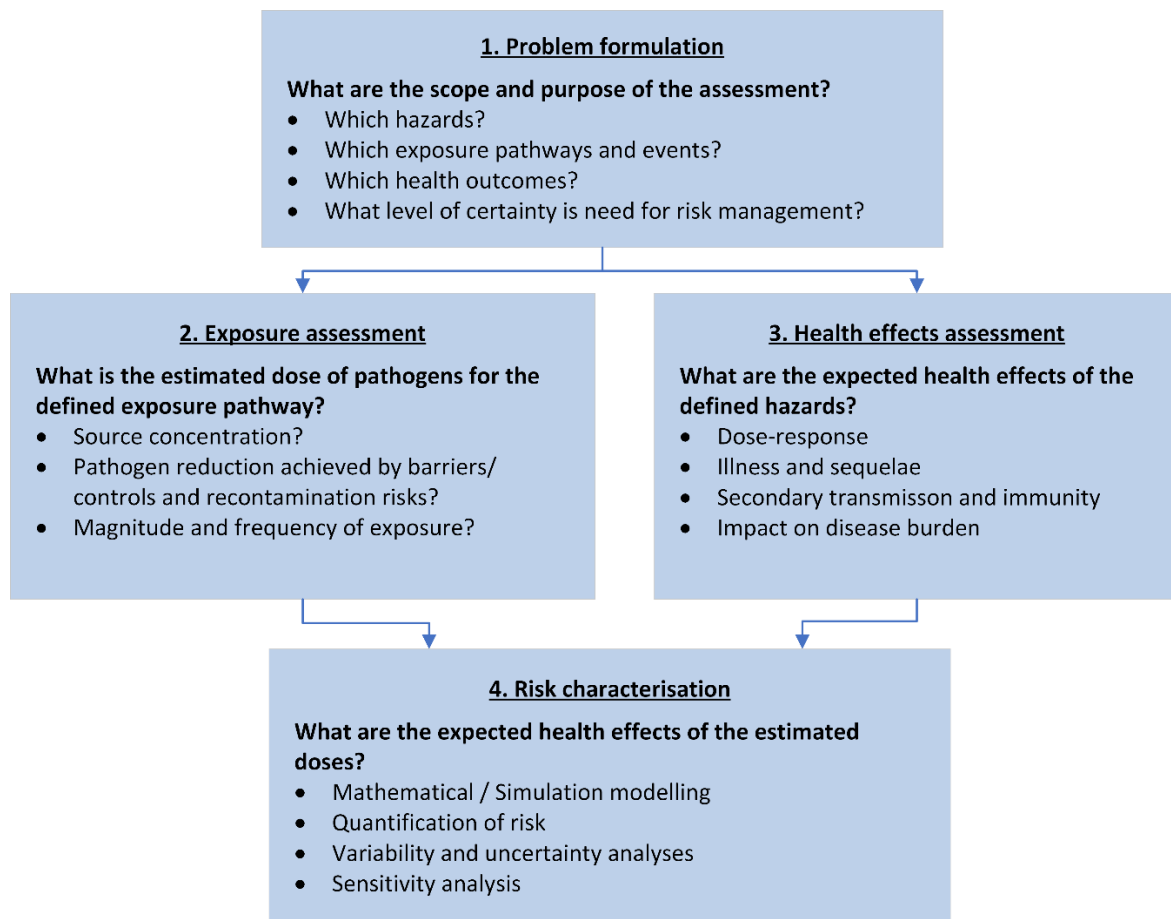 1. Problem formulation
What are the scope and purpose of the assessment?
• Which hazards?
• Which exposure pathways and events?
• Which health outcomes?
• What level of certainty is need for risk management?
2. Exposure assessment
What is the estimated dose of pathogens for the
defined exposure pathway?
• Source concentration?
• Pathogen reduction achieved by barriers/
controls and recontamination risks?
• Magnitude and frequency of exposure?
3. Health effects assessment
What are the expected health effects of the
defined hazards?
• Dose-response
• Illness and sequelae
• Secondary transmisson and immunity
• Impact on disease burden
4. Risk characterisation
What are the expected health effects of the estimated
doses?
• Mathematical / Simulation modelling
• Quantification of risk
• Variability and uncertainty analyses
• Sensitivity analysis